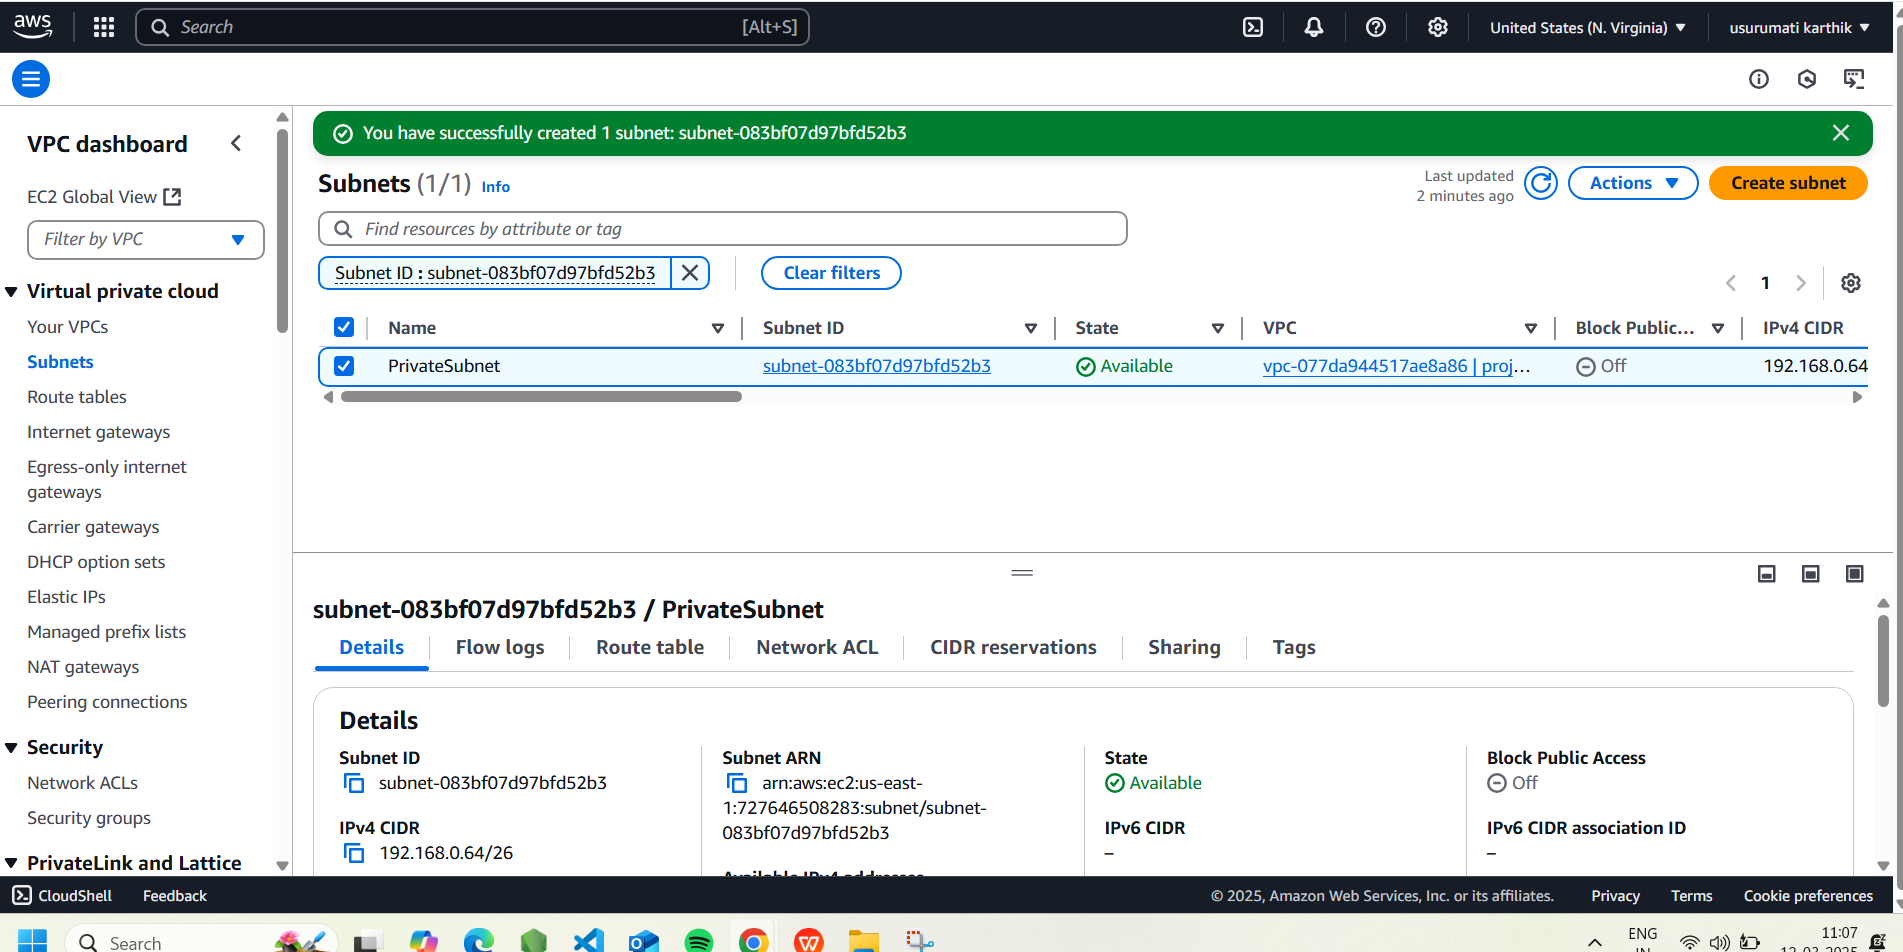 aws
Search [Alt+S]
United States (N. Virginia)
usurumati karthik
VPC dashboard
EC2 Global View
Filter by VPC
Virtual private cloud
Your VPCs
Subnets
Route tables
Internet gateways
Egress-only internet
gateways
Carrier gateways
DHCP option sets
Elastic IPs
Managed prefix lists
NAT gateways
Peering connections
Security
Network ACLs
Security groups
PrivateLink and Lattice
You have successfully created 1 subnet: subnet-083bf07d97bfd52b3
Subnets (1/1) Info
Last updated
2 minutes ago
Actions
Create subnet
Find resources by attribute or tag
Subnet ID : subnet-083bf07d97bfd52b3
Clear filters
1
Name Subnet ID State VPC Block Public... IPv4 CIDR
PrivateSubnet subnet-083bf07d97bfd52b3 Available vpc-077da944517ae8a86 | proj... Off 192.168.0.64
subnet-083bf07d97bfd52b3 / PrivateSubnet
Details Flow logs Route table Network ACL CIDR reservations Sharing Tags
Details
Subnet ID
subnet-083bf07d97bfd52b3
IPv4 CIDR
192.168.0.64/26
Subnet ARN
arn:aws:ec2:us-east-
1:727646508283:subnet/subnet-
083bf07d97bfd52b3
Available IPv4 addresses
State
Available
IPv6 CIDR
–
Block Public Access
Off
IPv6 CIDR association ID
–
CloudShell Feedback © 2025, Amazon Web Services, Inc. or its affiliates. Privacy Terms Cookie preferences
Search
ENG
IN
11:07
12-03-2025